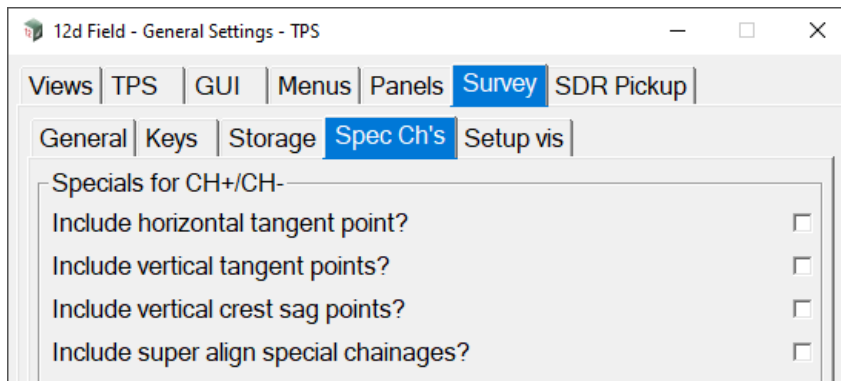 12d Field - General Settings - TPS
Views TPS GUI Menus Panels Survey SDR Pickup
General Keys Storage Spec Ch's Setup vis
Specials for CH+/CH-
Include horizontal tangent point?
Include vertical tangent points?
Include vertical crest sag points?
Include super align special chainages?